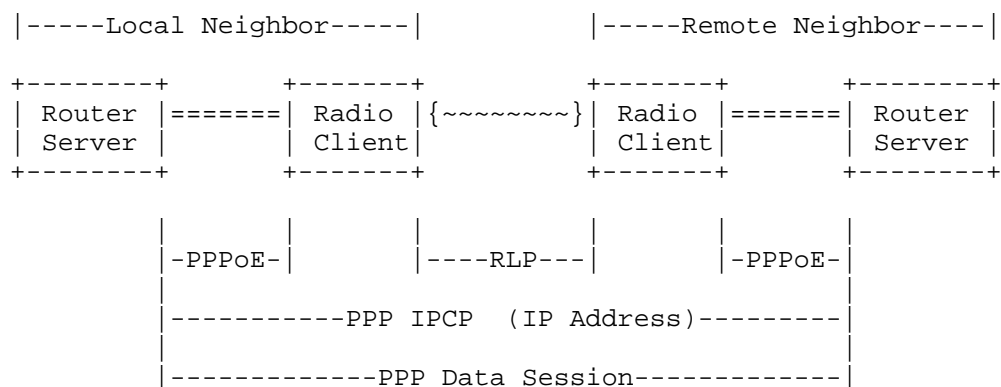 |-----Local Neighbor-----| |-----Remote Neighbor----|
+--------+ +-------+ +-------+ +--------+
| Router |=======| Radio |{~~~~~~~~}| Radio |=======| Router |
| Server | | Client| | Client| | Server |
+--------+ +-------+ +-------+ +--------+
| | | | | |
|-PPPoE-| |----RLP---| |-PPPoE-|
| |
|-----------PPP IPCP (IP Address)---------|
| |
|-------------PPP Data Session------------|